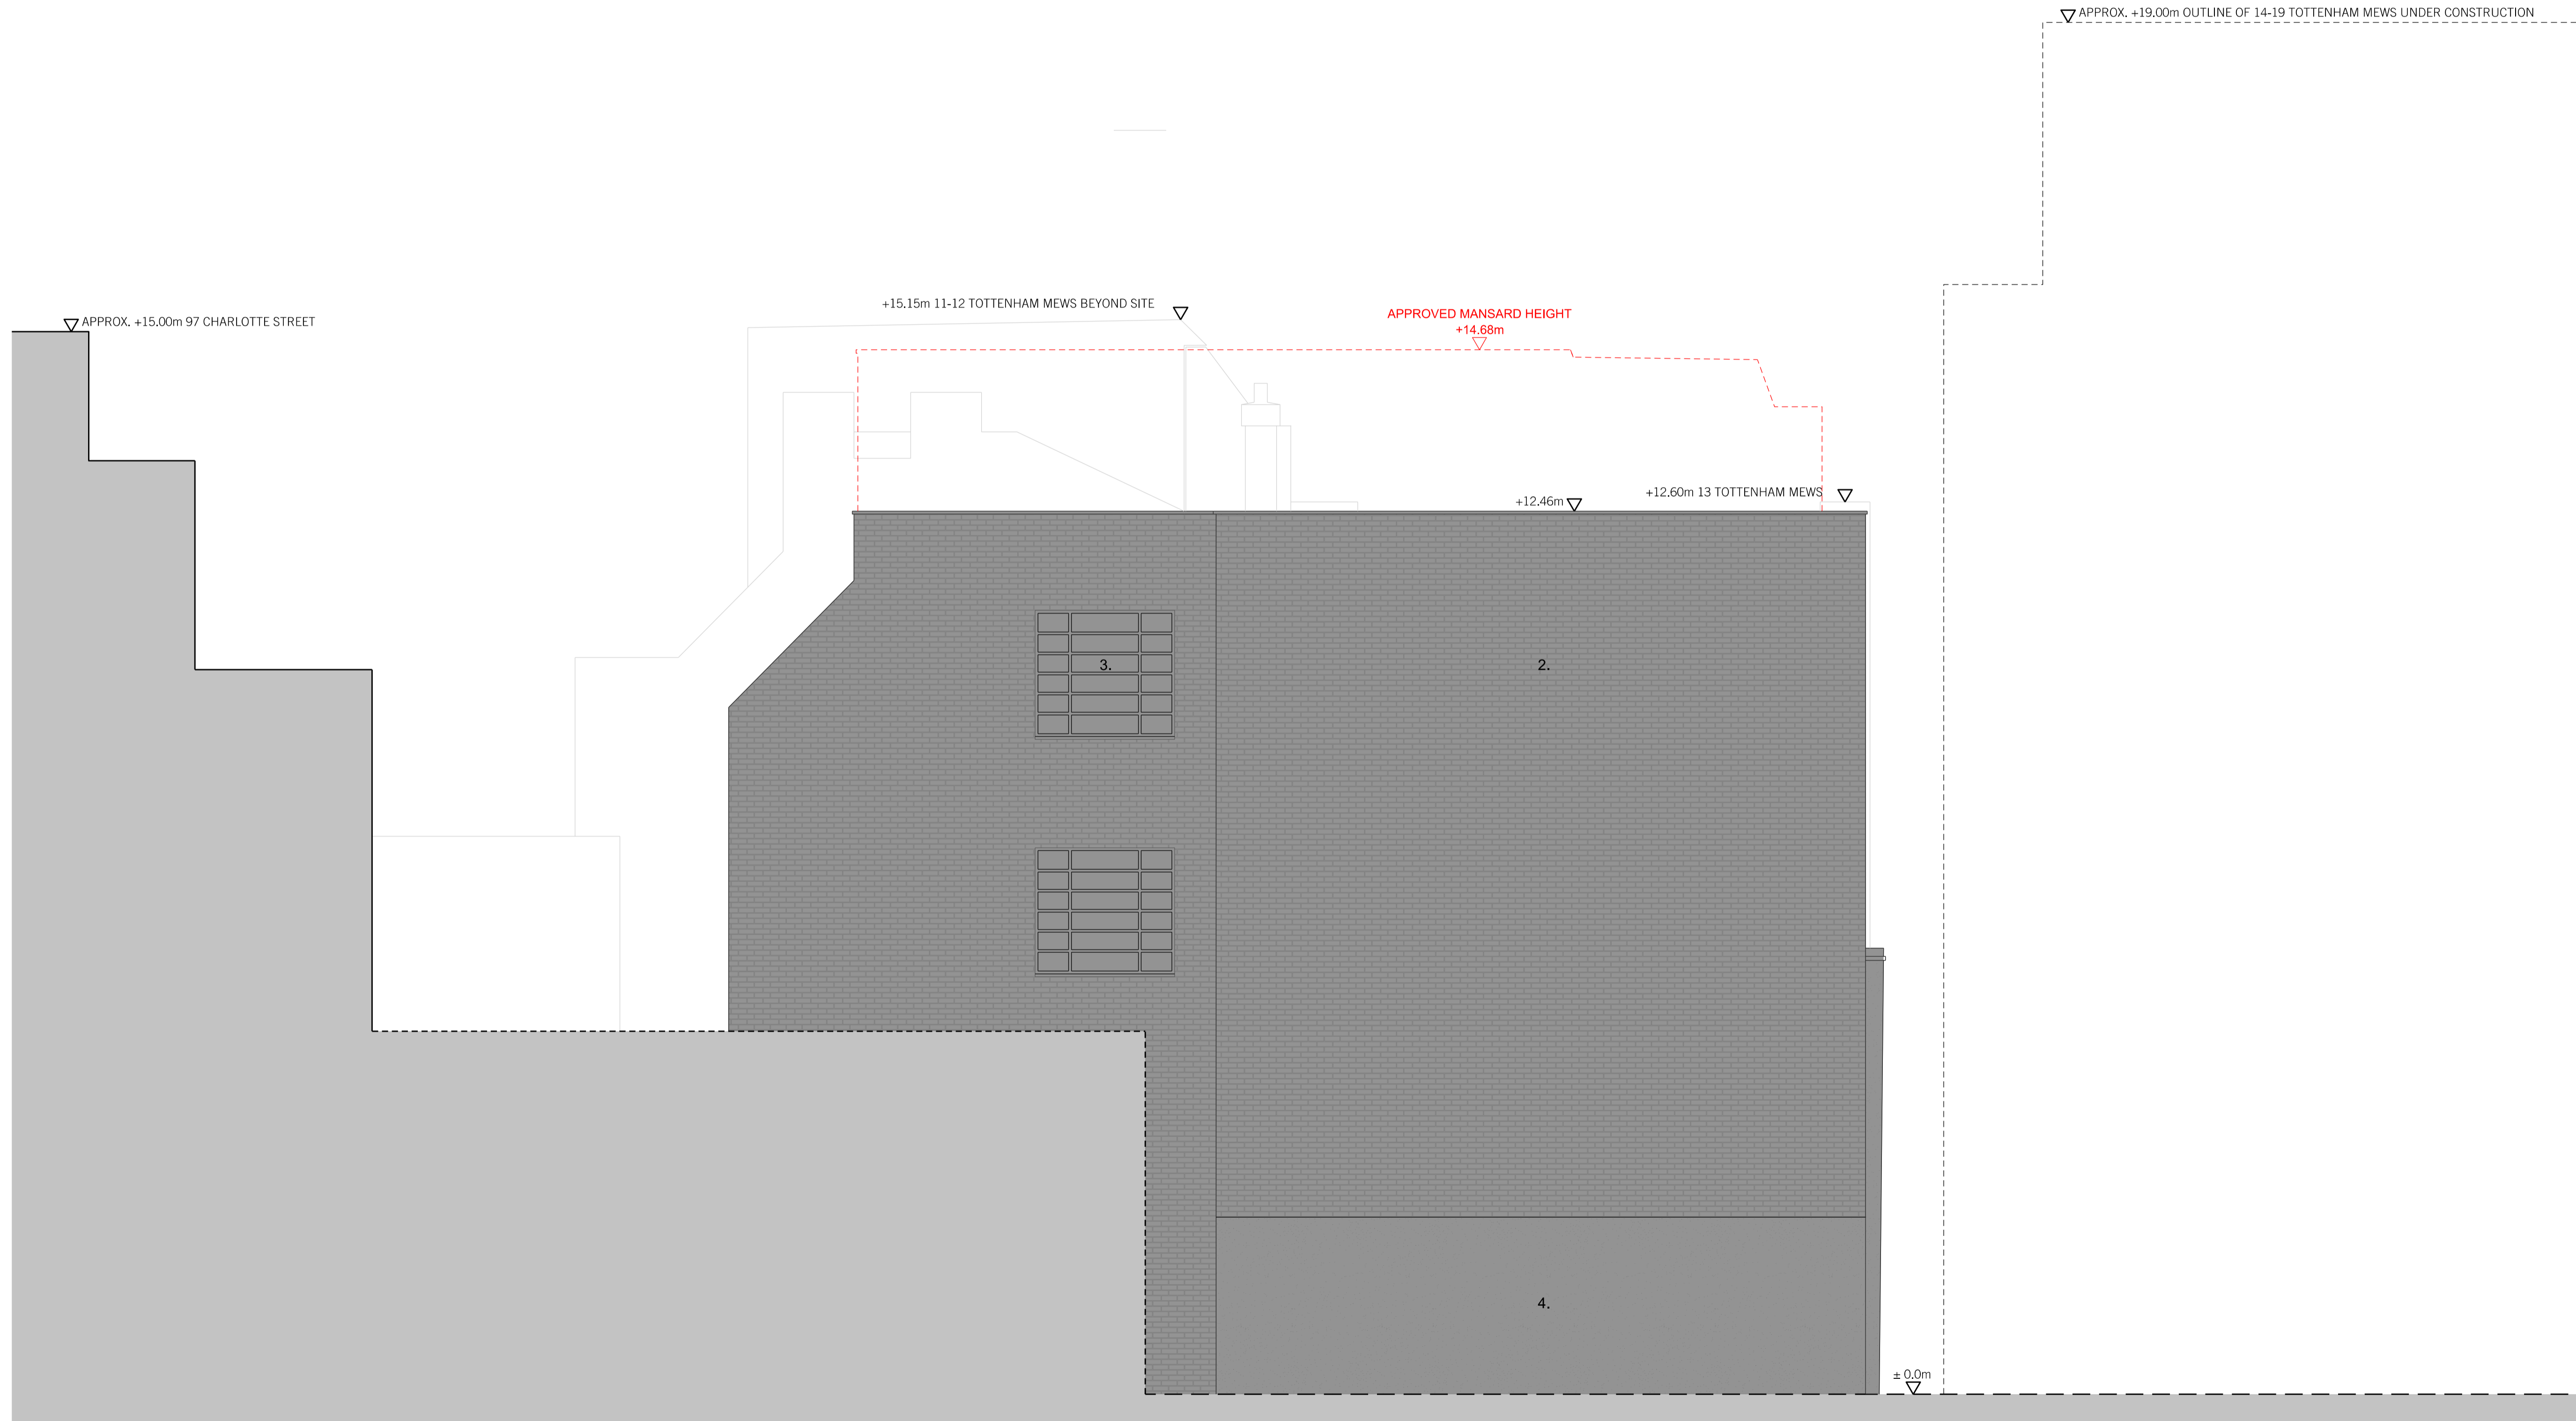 APPROX. +19.00m OUTLINE OF 14-19 TOTTENHAM MEWS UNDER CONSTRUCTION
+15.15m 11-12 TOTTENHAM MEWS BEYOND SITE
APPROVED MANSARD HEIGHT
+14.68m
APPROX. +15.00m 97 CHARLOTTE STREET
+12.60m 13 TOTTENHAM MEWS
+12.46m
3.
2.
4.
± 0.0m